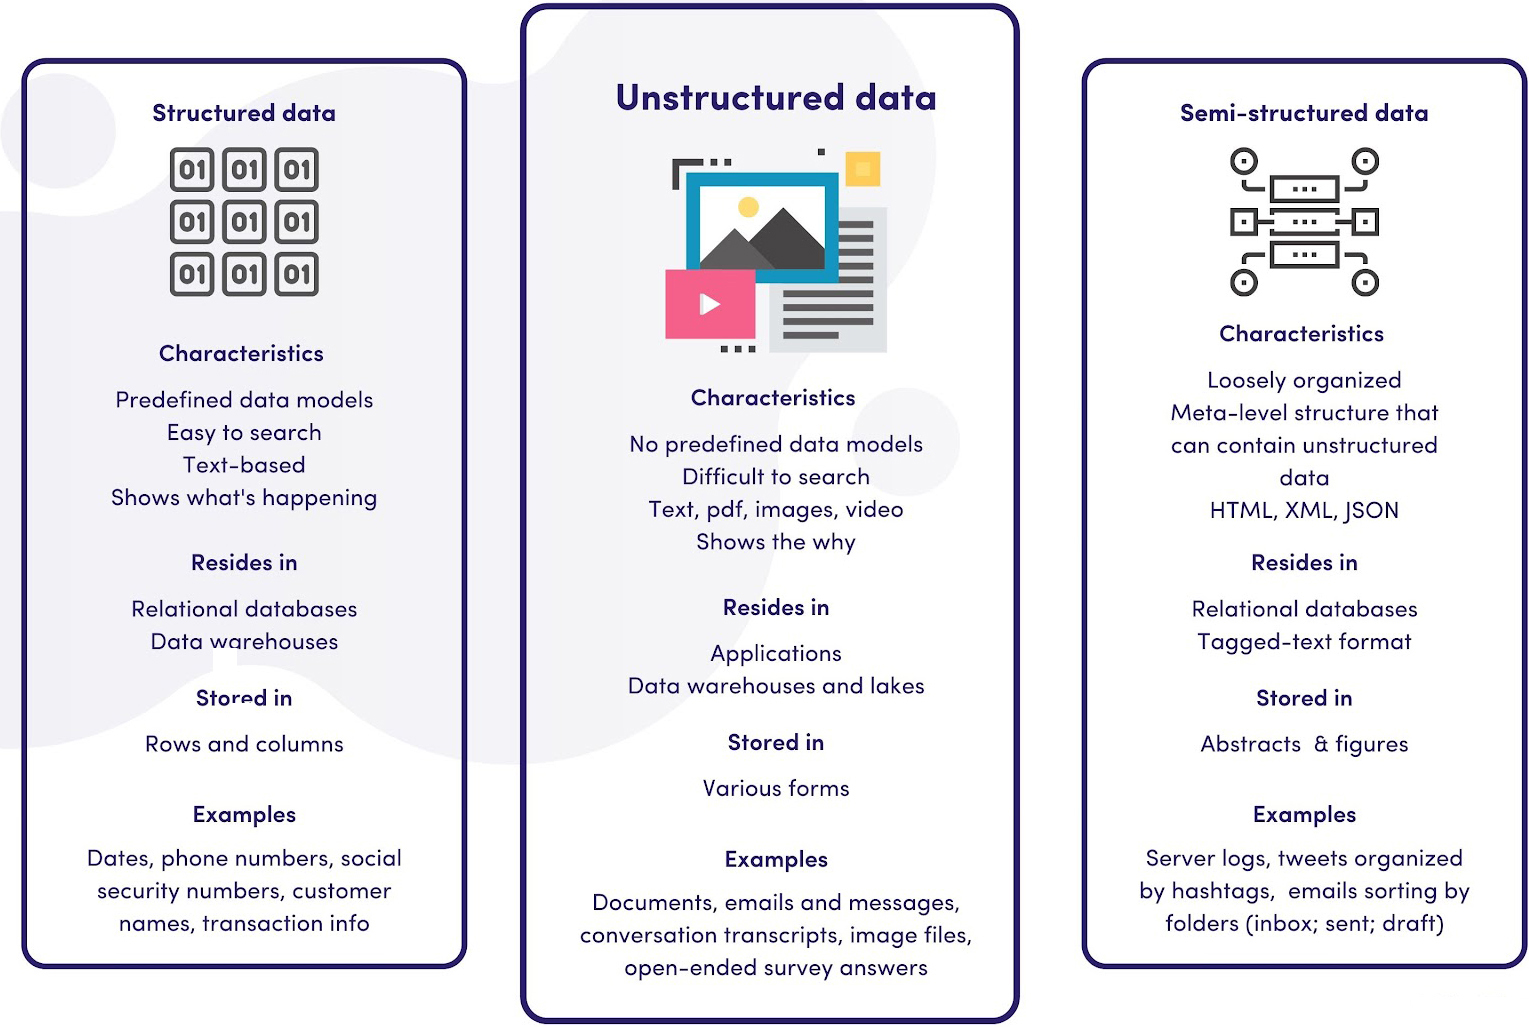 Structured data
01 01 01
01 01 01
01 01 01
Characteristics
Predefined data models
Easy to search
Text-based
Shows what's happening
Resides in
Relational databases
Data warehouses
Stored in
Rows and columns
Examples
Dates, phone numbers, social
security numbers, customer
names, transaction info
Unstructured data
Characteristics
No predefined data models
Difficult to search
Text, pdf, images, video
Shows the why
Resides in
Applications
Data warehouses and lakes
Stored in
Various forms
Examples
Documents, emails and messages,
conversation transcripts, image files,
open-ended survey answers
Semi-structured data
Characteristics
Loosely organized
Meta-level structure that
can contain unstructured
data
HTML, XML, JSON
Resides in
Relational databases
Tagged-text format
Stored in
Abstracts & figures
Examples
Server logs, tweets organized
by hashtags, emails sorting by
folders (inbox; sent; draft)